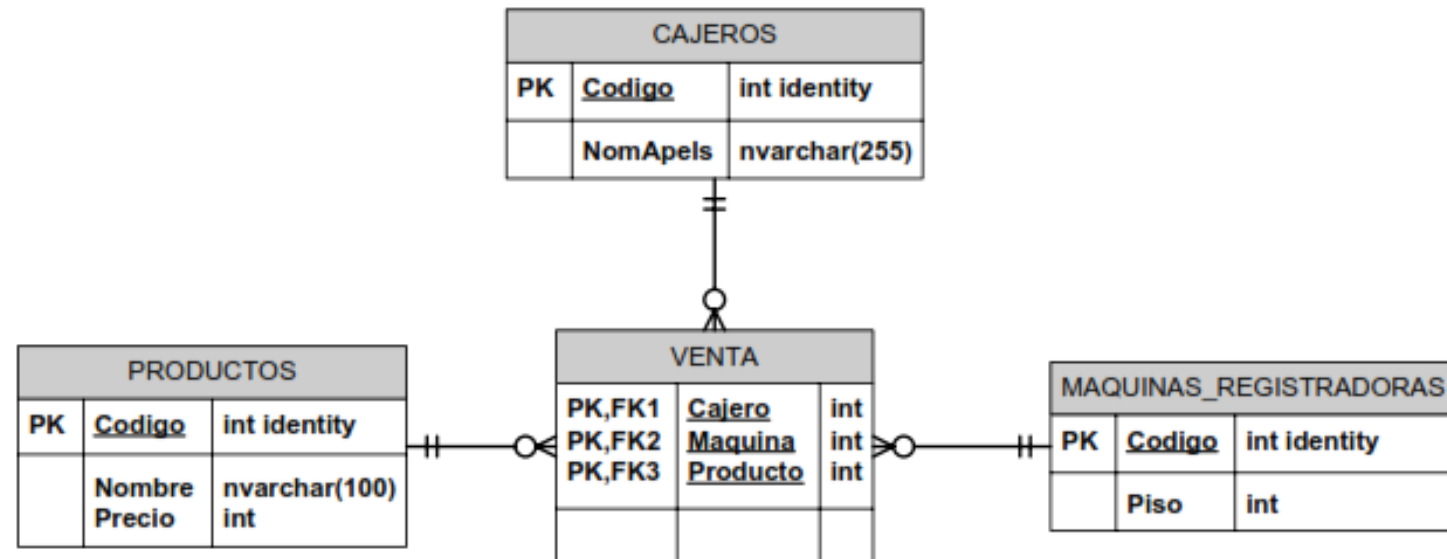 CAJEROS
PK Codigo int identity
NomApels nvarchar(255)
PRODUCTOS
PK Codigo int identity
Nombre nvarchar(100)
Precio int
VENTA
PK,FK1 Cajero int
PK,FK2 Maquina int
PK,FK3 Producto int
MAQUINAS_REGISTRADORAS
PK Codigo int identity
Piso int